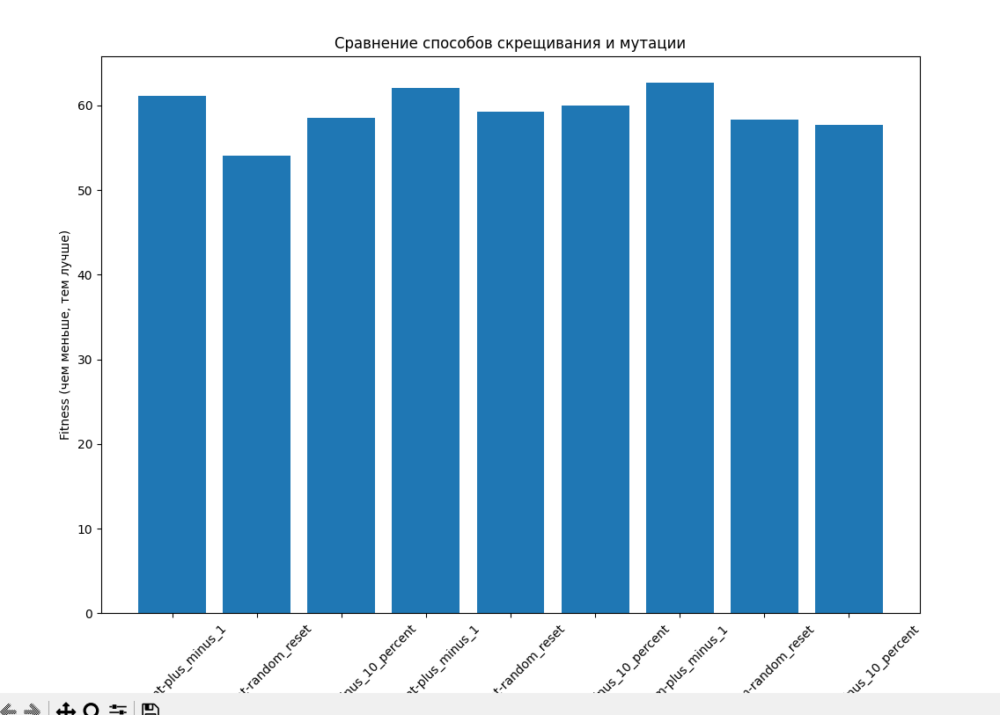 Сравнение способов скрещивания и мутации
Fitness (чем меньше, тем лучше)
60
50
40
30
20
10
0
nt-plus_minus_1
t-random_reset
inus_10_percent
nt-plus_minus_1
t-random_reset
inus_10_percent
m-plus_minus_1
m-random_reset
inus_10_percent